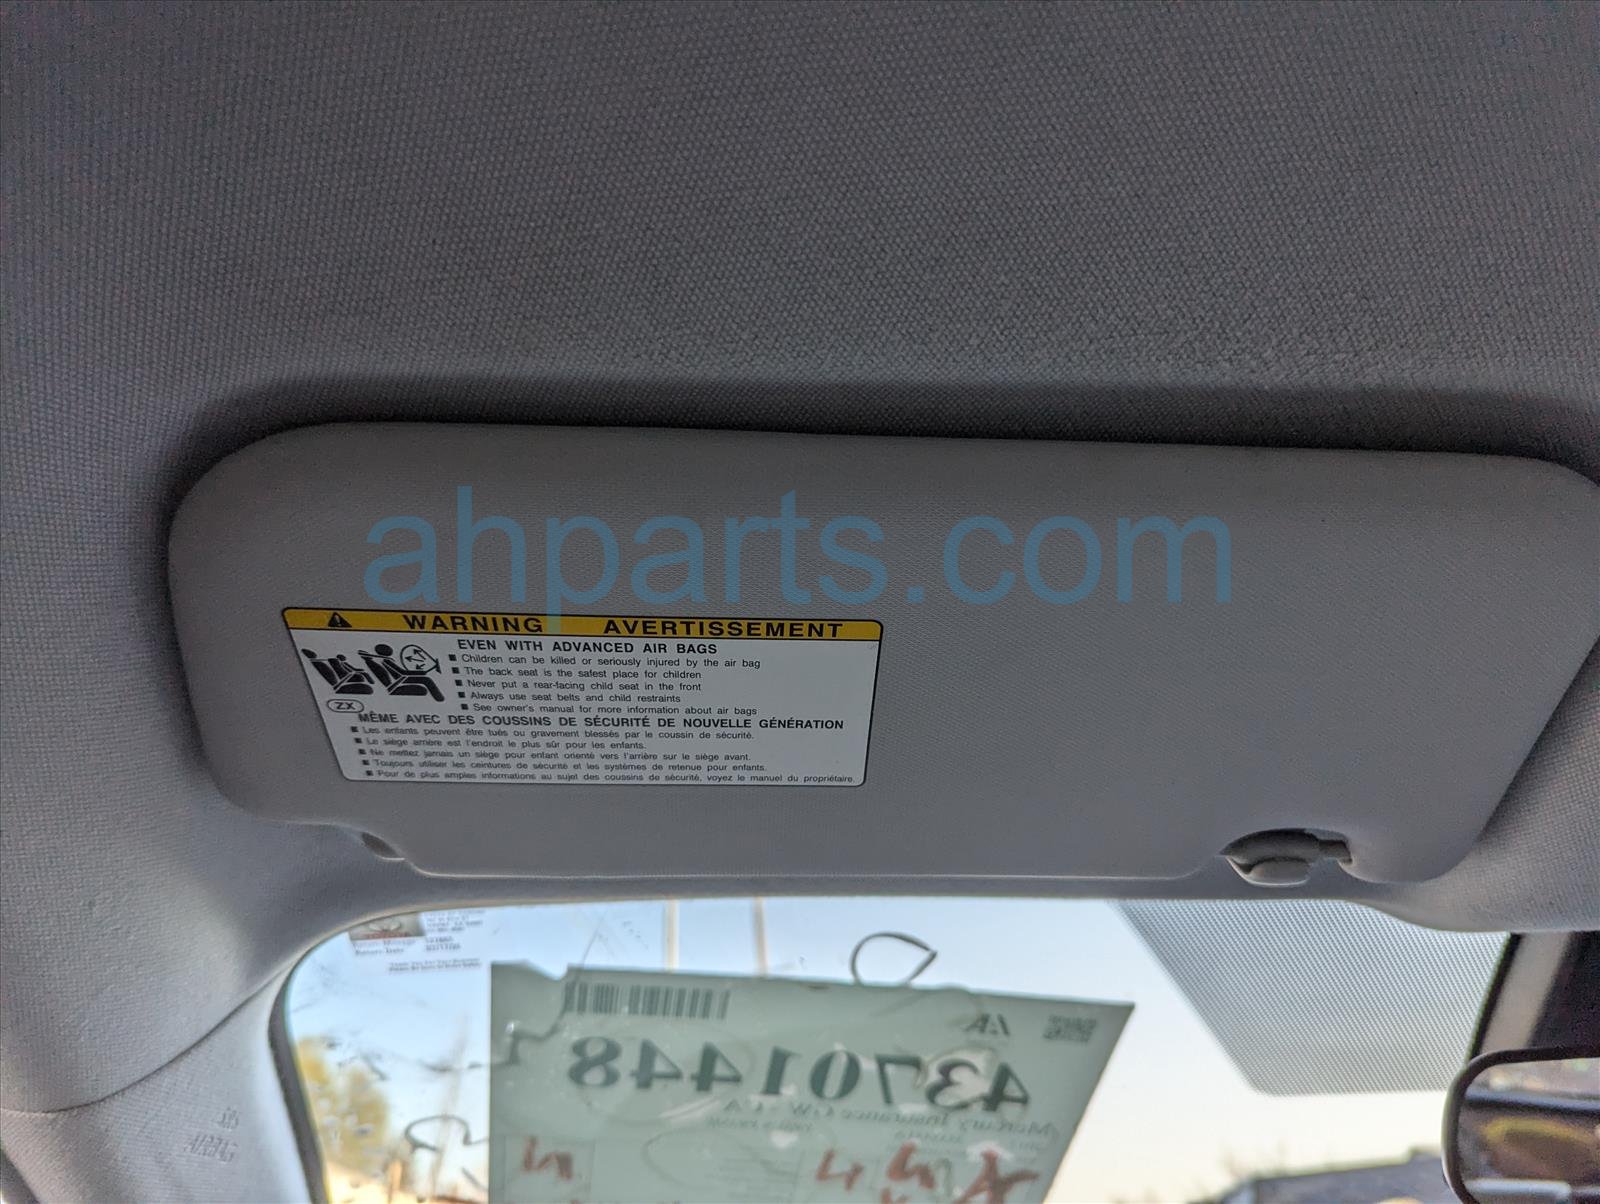 ahparts.com
WARNING AVERTISSEMENT
EVEN WITH ADVANCED AIR BAGS
■ Children can be killed or seriously injured by the air bag
■ The back seat is the safest place for children
■ Never put a rear-facing child seat in the front
■ Always use seat belts and child restraints
■ See owner's manual for more information about air bags
ZX
MÊME AVEC DES COUSSINS DE SÉCURITÉ DE NOUVELLE GÉNÉRATION
■ Les enfants peuvent être tués ou gravement blessés par le coussin de sécurité.
■ Le siège arrière est l'endroit le plus sûr pour les enfants.
■ Ne mettez jamais un siège pour enfant orienté vers l'arrière sur le siège avant.
■ Toujours utiliser les ceintures de sécurité et les systèmes de retenue pour enfants.
■ Pour de plus amples informations au sujet des coussins de sécurité, voyez le manuel du propriétaire.
43701448
Mercury Insurance GW - CA